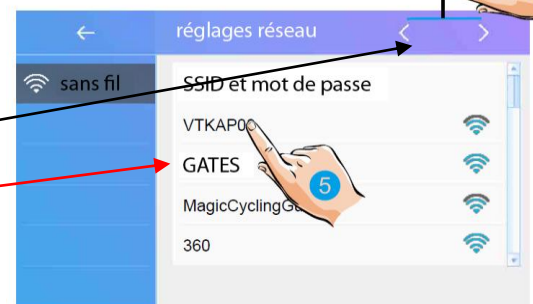 réglages réseau
sans fil
SSID et mot de passe
VTKAP0
GATES
5
360